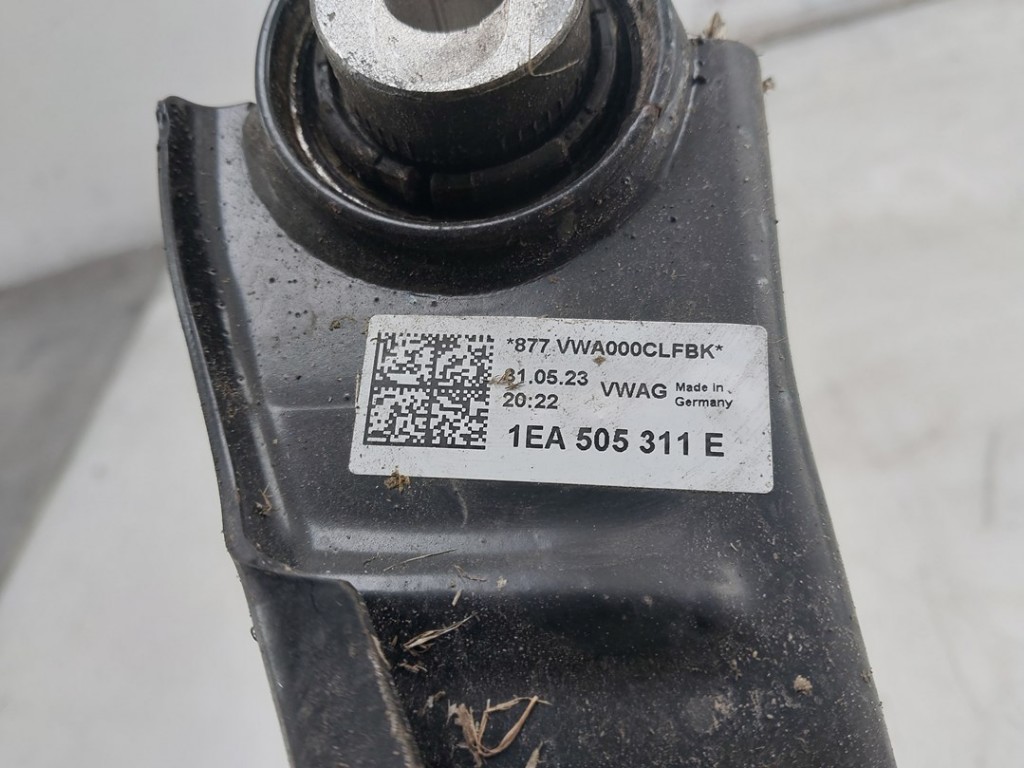 *877 VWA000CLFBK*
31.05.23 VWAG Made in
20:22 Germany
1EA 505 311 E